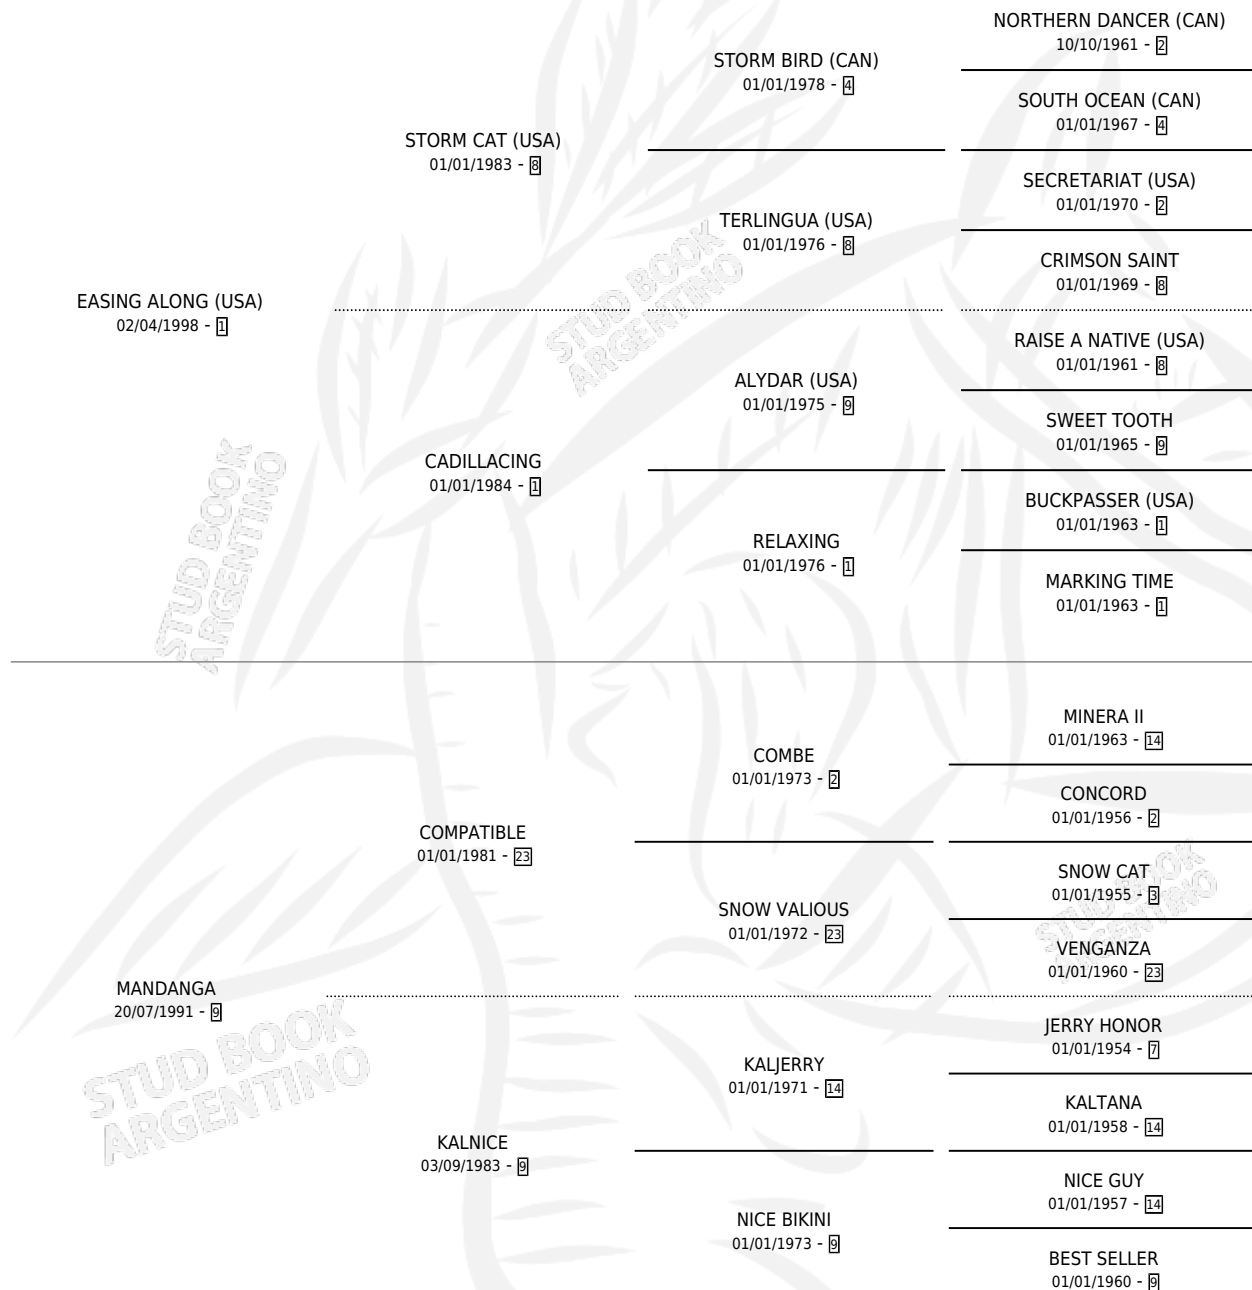 NORTHERN DANCER (CAN)
10/10/1961 - 2
STORM BIRD (CAN)
01/01/1978 - 4
SOUTH OCEAN (CAN)
01/01/1967 - 4
STORM CAT (USA)
01/01/1983 - 8
SECRETARIAT (USA)
01/01/1970 - 2
TERLINGUA (USA)
01/01/1976 - 8
CRIMSON SAINT
01/01/1969 - 8
EASING ALONG (USA)
02/04/1998 - 1
RAISE A NATIVE (USA)
01/01/1961 - 8
ALYDAR (USA)
01/01/1975 - 9
SWEET TOOTH
01/01/1965 - 9
CADILLACING
01/01/1984 - 1
BUCKPASSER (USA)
01/01/1963 - 1
RELAXING
01/01/1976 - 1
MARKING TIME
01/01/1963 - 1
MINERA II
01/01/1963 - 14
COMBE
01/01/1973 - 2
CONCORD
01/01/1956 - 2
COMPATIBLE
01/01/1981 - 23
SNOW CAT
01/01/1955 - 3
SNOW VALIOUS
01/01/1972 - 23
VENGANZA
01/01/1960 - 23
MANDANGA
20/07/1991 - 9
JERRY HONOR
01/01/1954 - 7
KALJERRY
01/01/1971 - 14
KALTANA
01/01/1958 - 14
KALNICE
03/09/1983 - 9
NICE GUY
01/01/1957 - 14
NICE BIKINI
01/01/1973 - 9
BEST SELLER
01/01/1960 - 9
STUD BOOK
ARGENTINO
STUD BOOK
ARGENTINO
STUD BOOK
ARGENTINO
STUD BOOK
ARGENTINO